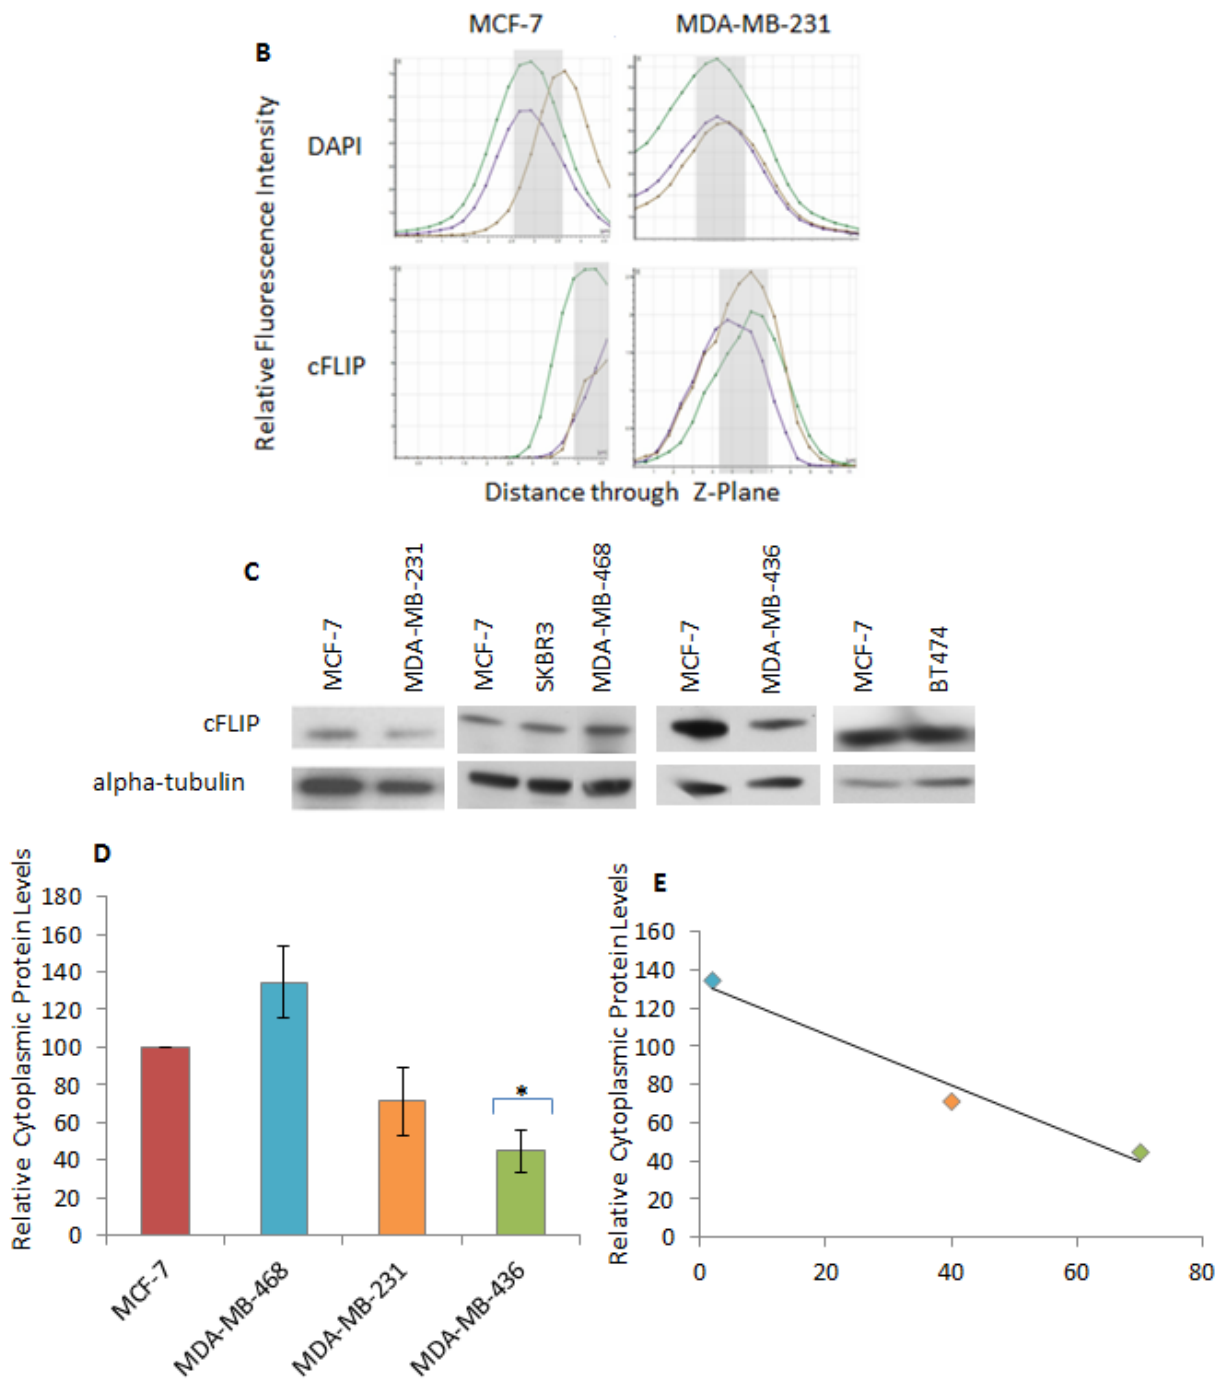 MCF-7 MDA-MB-231
B
Relative Fluorescence Intensity
DAPI
cFLIP
Distance through Z-Plane
C
MCF-7 MDA-MB-231 MCF-7 SKBR3 MDA-MB-468 MCF-7 MDA-MB-436 MCF-7 BT474
cFLIP
alpha-tubulin
D
Relative Cytoplasmic Protein Levels
180
160
140
120
100
80
60
40
20
0
*
MCF-7 MDA-MB-468 MDA-MB-231 MDA-MB-436
E
Relative Cytoplasmic Protein Levels
160
140
120
100
80
60
40
20
0
0 20 40 60 80